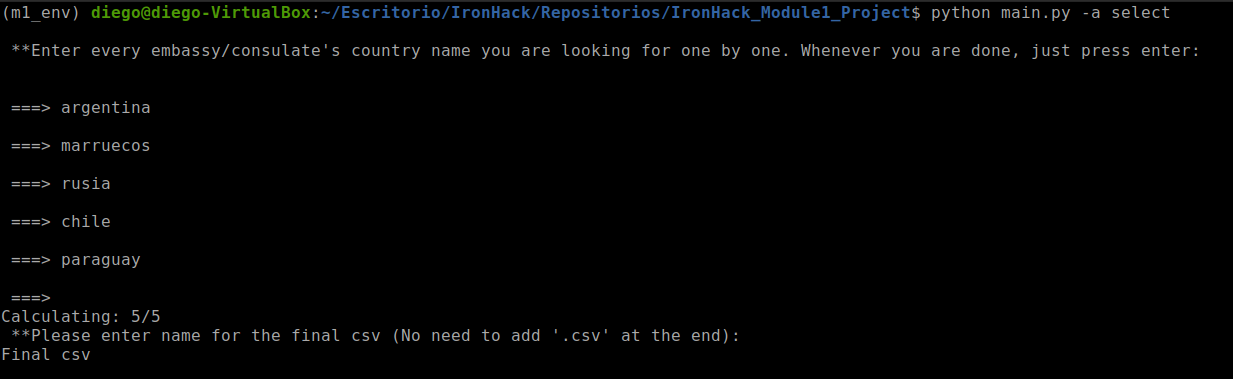 (m1_env) diego@diego-VirtualBox:~/Escritorio/IronHack/Repositorios/IronHack_Module1_Project$ python main.py -a select
**Enter every embassy/consulate's country name you are looking for one by one. Whenever you are done, just press enter:
===> argentina
===> marruecos
===> rusia
===> chile
===> paraguay
===>
Calculating: 5/5
**Please enter name for the final csv (No need to add '.csv' at the end):
Final csv